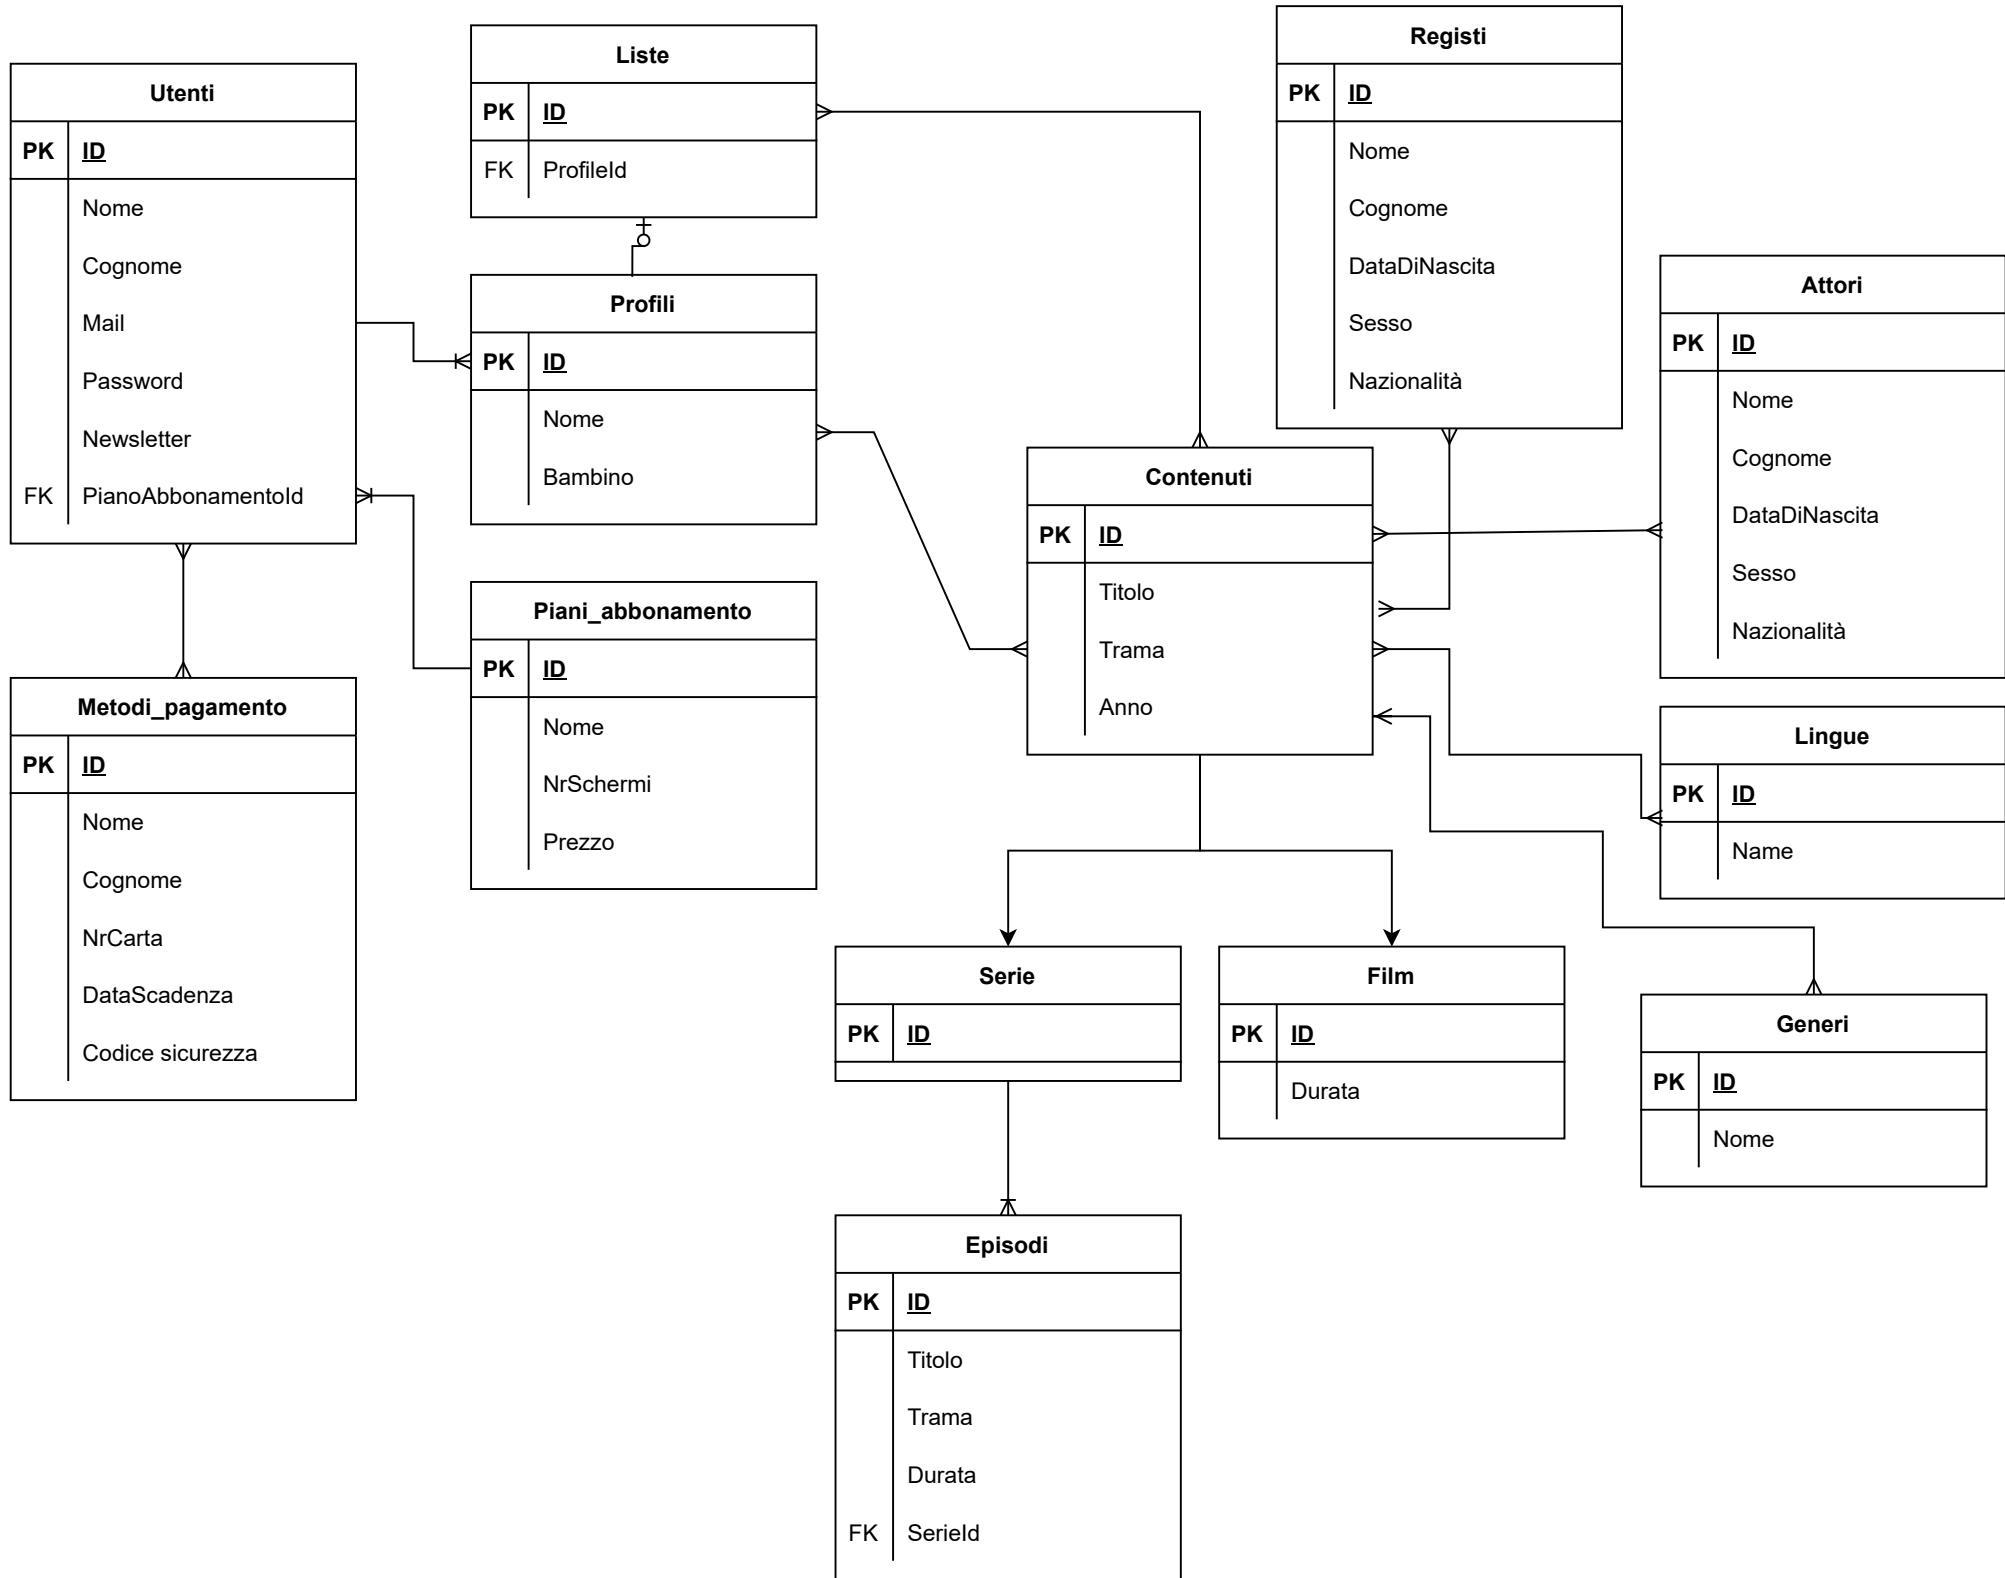 Utenti
PK ID
Nome
Cognome
Mail
Password
Newsletter
FK PianoAbbonamentoId
Liste
PK ID
FK ProfileId
Profili
PK ID
Nome
Bambino
Piani_abbonamento
PK ID
Nome
NrSchermi
Prezzo
Metodi_pagamento
PK ID
Nome
Cognome
NrCarta
DataScadenza
Codice sicurezza
Registi
PK ID
Nome
Cognome
DataDiNascita
Sesso
Nazionalità
Attori
PK ID
Nome
Cognome
DataDiNascita
Sesso
Nazionalità
Contenuti
PK ID
Titolo
Trama
Anno
Lingue
PK ID
Name
Serie
PK ID
Film
PK ID
Durata
Generi
PK ID
Nome
Episodi
PK ID
Titolo
Trama
Durata
FK SerieId